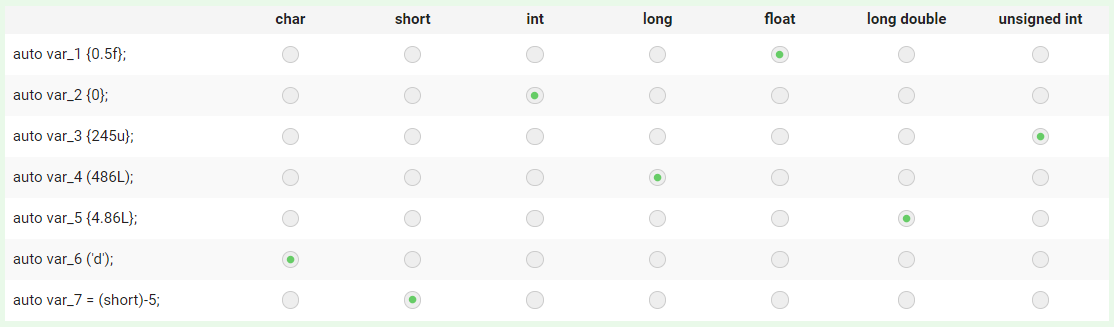 char short int long float long double unsigned int
auto var_1 {0.5f};
auto var_2 {0};
auto var_3 {245u};
auto var_4 (486L);
auto var_5 {4.86L};
auto var_6 ('d');
auto var_7 = (short)-5;